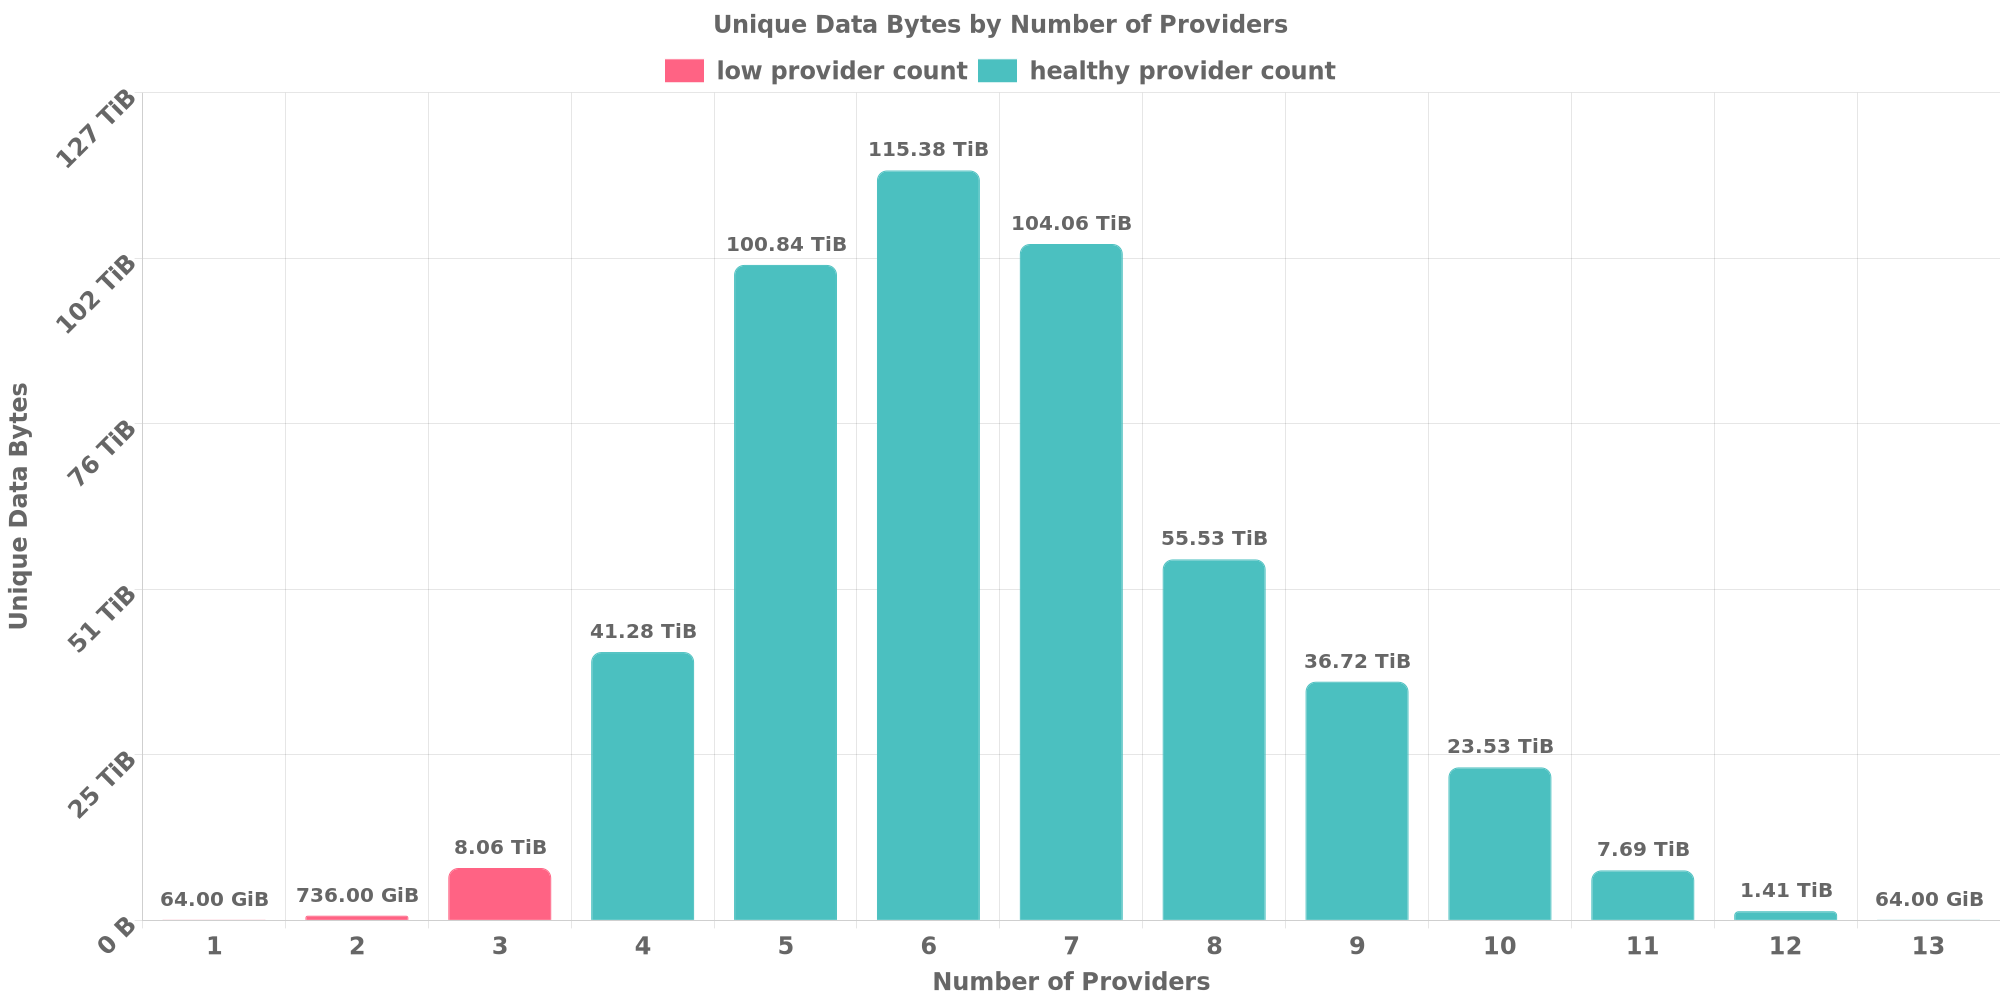 Unique Data Bytes by Number of Providers
low provider count healthy provider count
127 TiB
102 TiB
76 TiB
51 TiB
25 TiB
0 B
Unique Data Bytes
64.00 GiB
736.00 GiB
8.06 TiB
41.28 TiB
100.84 TiB
115.38 TiB
104.06 TiB
55.53 TiB
36.72 TiB
23.53 TiB
7.69 TiB
1.41 TiB
64.00 GiB
1 2 3 4 5 6 7 8 9 10 11 12 13
Number of Providers